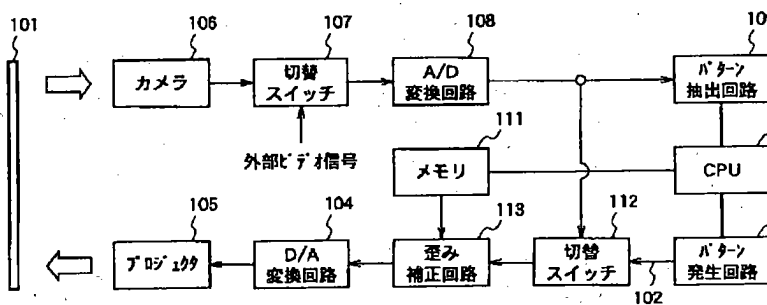 101
106
カメラ
107
切替
スイッチ
外部ビデオ信号
108
A/D
変換回路
パターン
抽出回路
111
メモリ
CPU
105
プロジェクタ
104
D/A
変換回路
113
歪み
補正回路
112
切替
スイッチ
102
パターン
発生回路